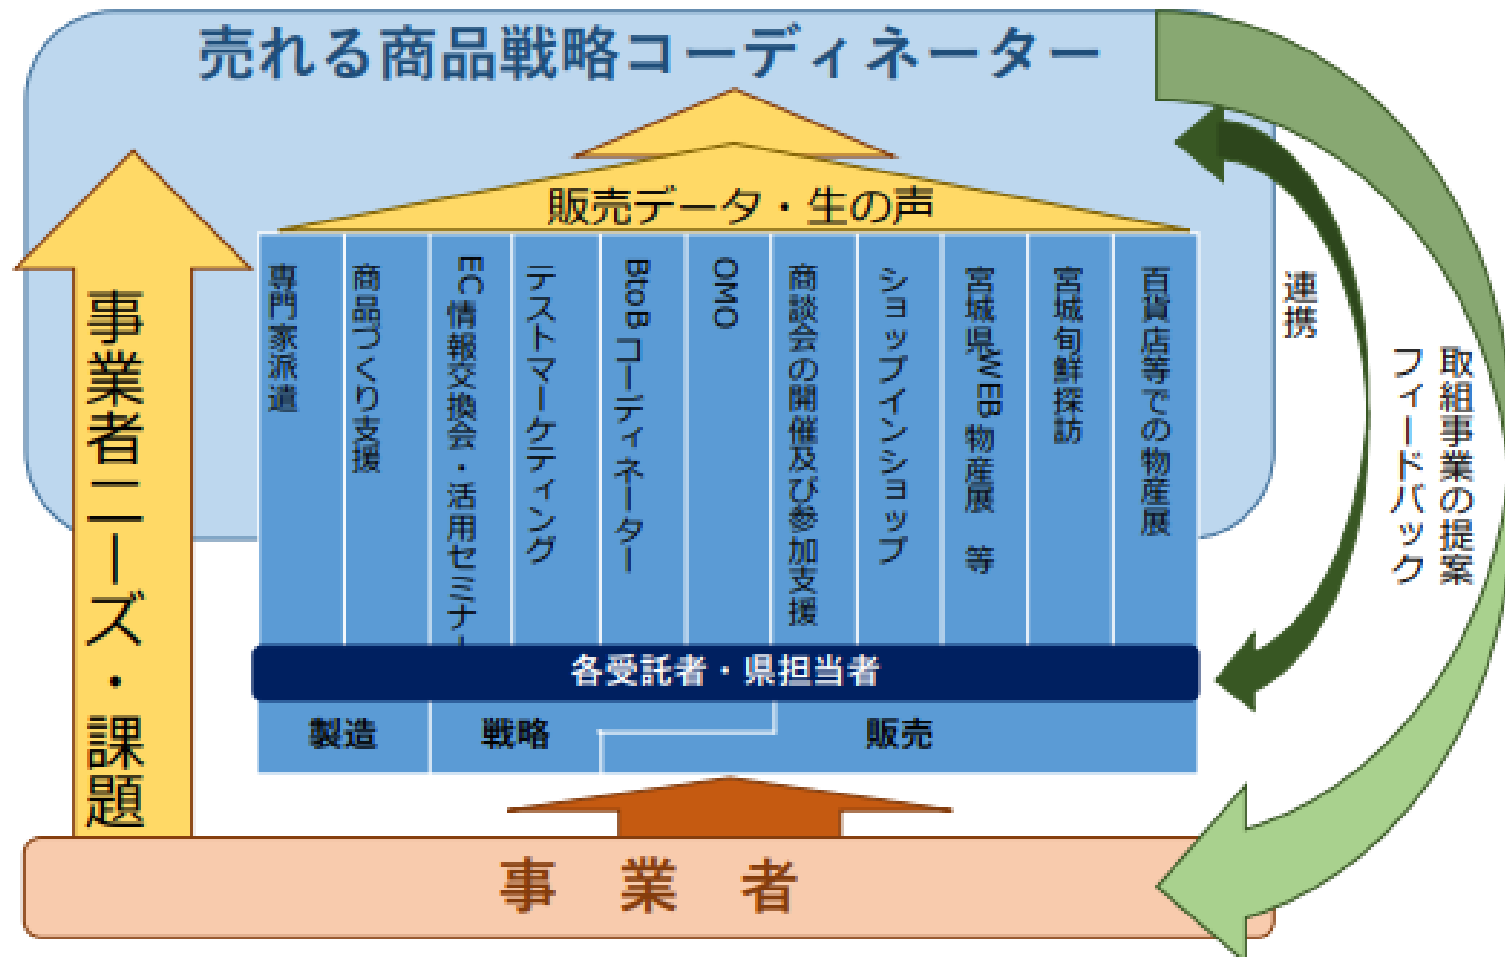 売れる商品戦略コーディネーター
販売データ・生の声
事業者ニーズ・課題
専門家派遣
商品づくり支援
EC情報交換会・活用セミナー
テストマーケティング
BtoBコーディネーター
OMO
商談会の開催及び参加支援
ショップインショップ
宮城県WEB物産展　等
宮城旬鮮探訪
百貨店等での物産展
連携
取組事業の提案
フィードバック
各受託者・県担当者
製造
戦略
販売
事　業　者